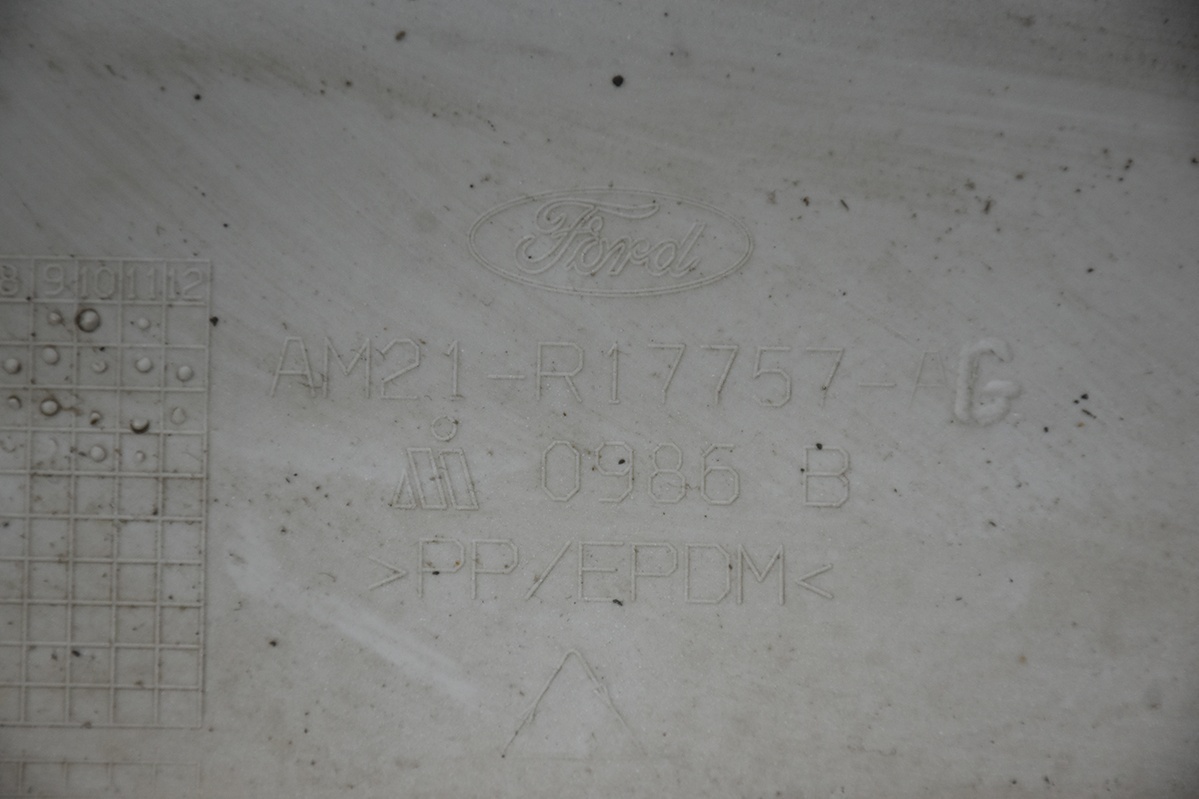 Ford
8 9 10 11 12
AM21-R17757-AG
0986 B
>PP/EPDM<